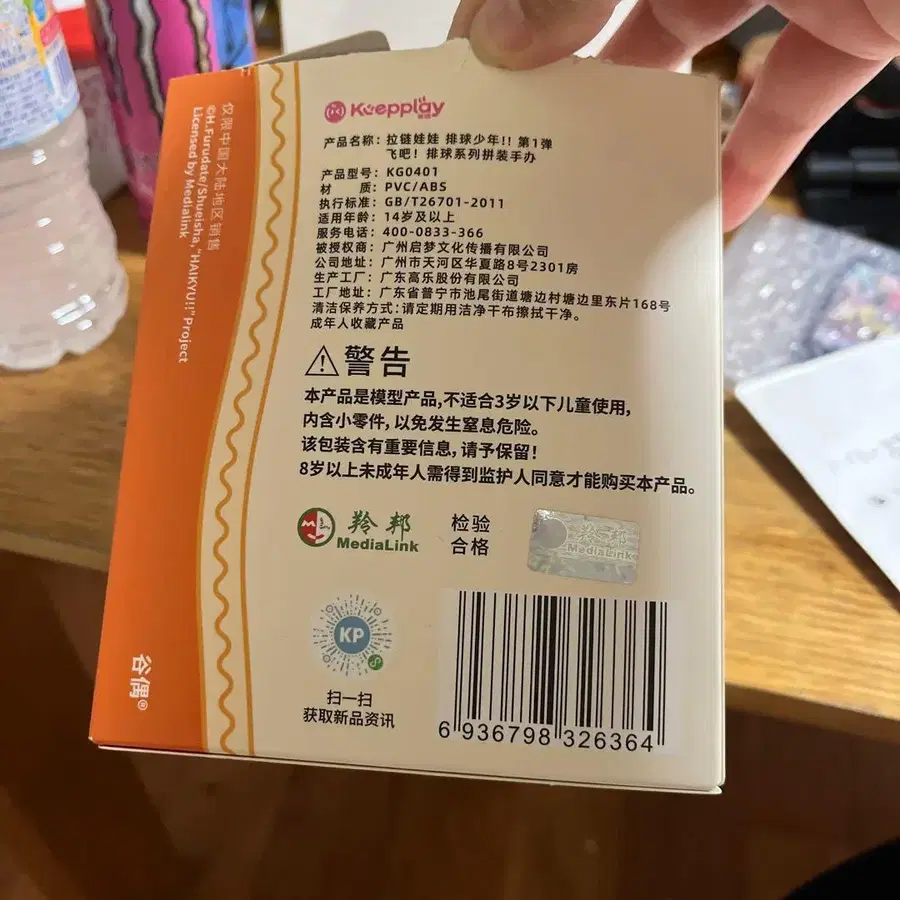 Keepplay
产品名称：拉链娃娃 排球少年!! 第1弹
飞吧！排球系列拼装手办
产品型号：KG0401
材 质：PVC/ABS
执行标准：GB/T26701-2011
适用年龄：14岁及以上
服务电话：400-0833-366
被授权商：广州启梦文化传播有限公司
公司地址：广州市天河区华夏路8号2301房
生产工厂：广东高乐股份有限公司
工厂地址：广东省普宁市池尾街道塘边村塘边里东片168号
清洁保养方式：请定期用洁净干布擦拭干净。
成年人收藏产品
警告
本产品是模型产品，不适合3岁以下儿童使用，
内含小零件，以免发生窒息危险。
该包装含有重要信息，请予保留！
8岁以上未成年人需得到监护人同意才能购买本产品。
羚邦
MediaLink
检验
合格
羚邦
MediaLink
KP
扫一扫
获取新品资讯
6 936798 326364
仅限中国大陆地区销售
©H.Furudate/Shueisha,"HAIKYU!!"Project
Licensed by Medialink
谷偶®